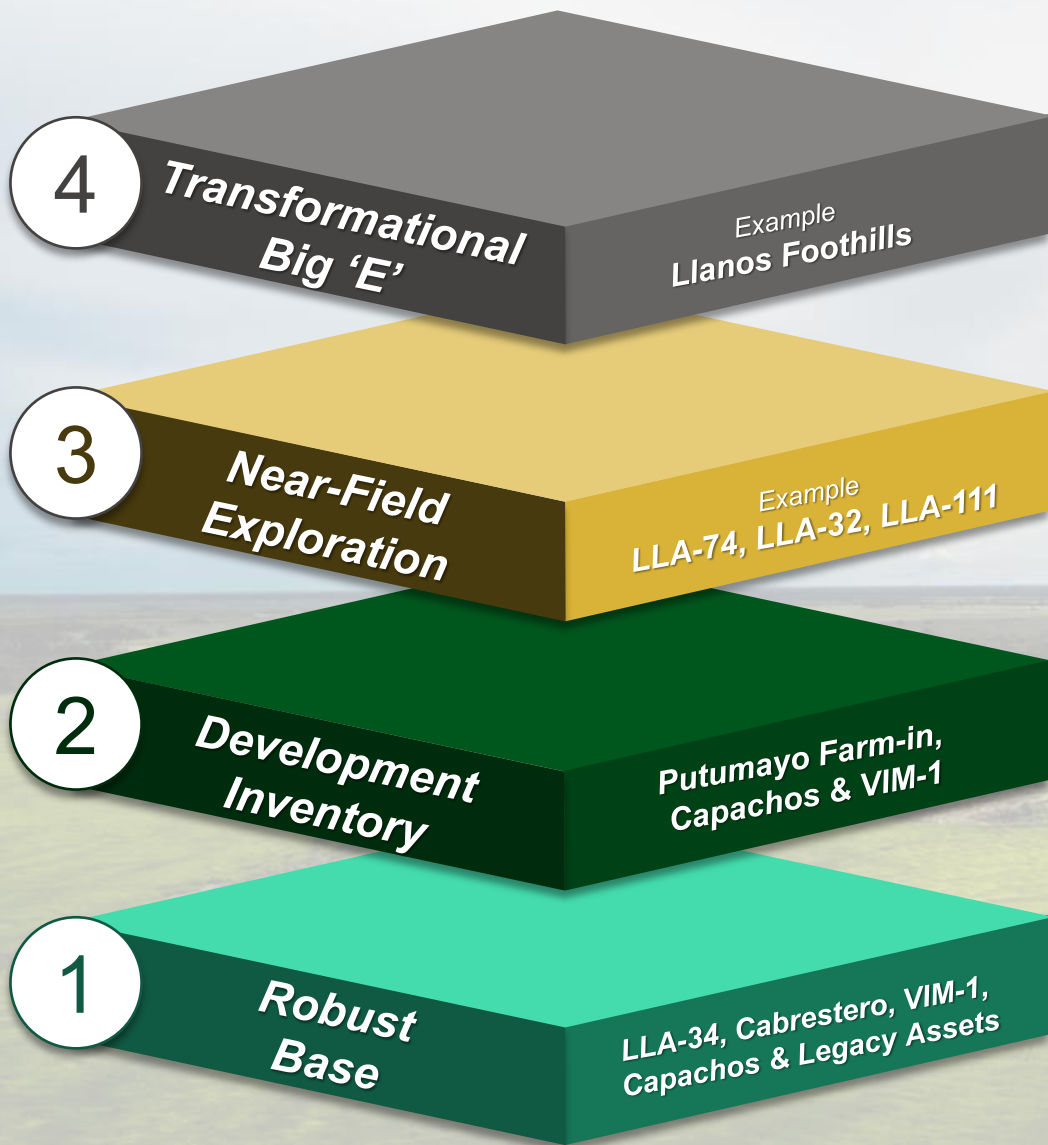 4
Transformational
Big ‘E’
Example
Llanos Foothills
3
Near-Field
Exploration
Example
LLA-74, LLA-32, LLA-111
2
Development
Inventory
Putumayo Farm-in,
Capachos & VIM-1
1
Robust
Base
LLA-34, Cabrestero, VIM-1,
Capachos & Legacy Assets